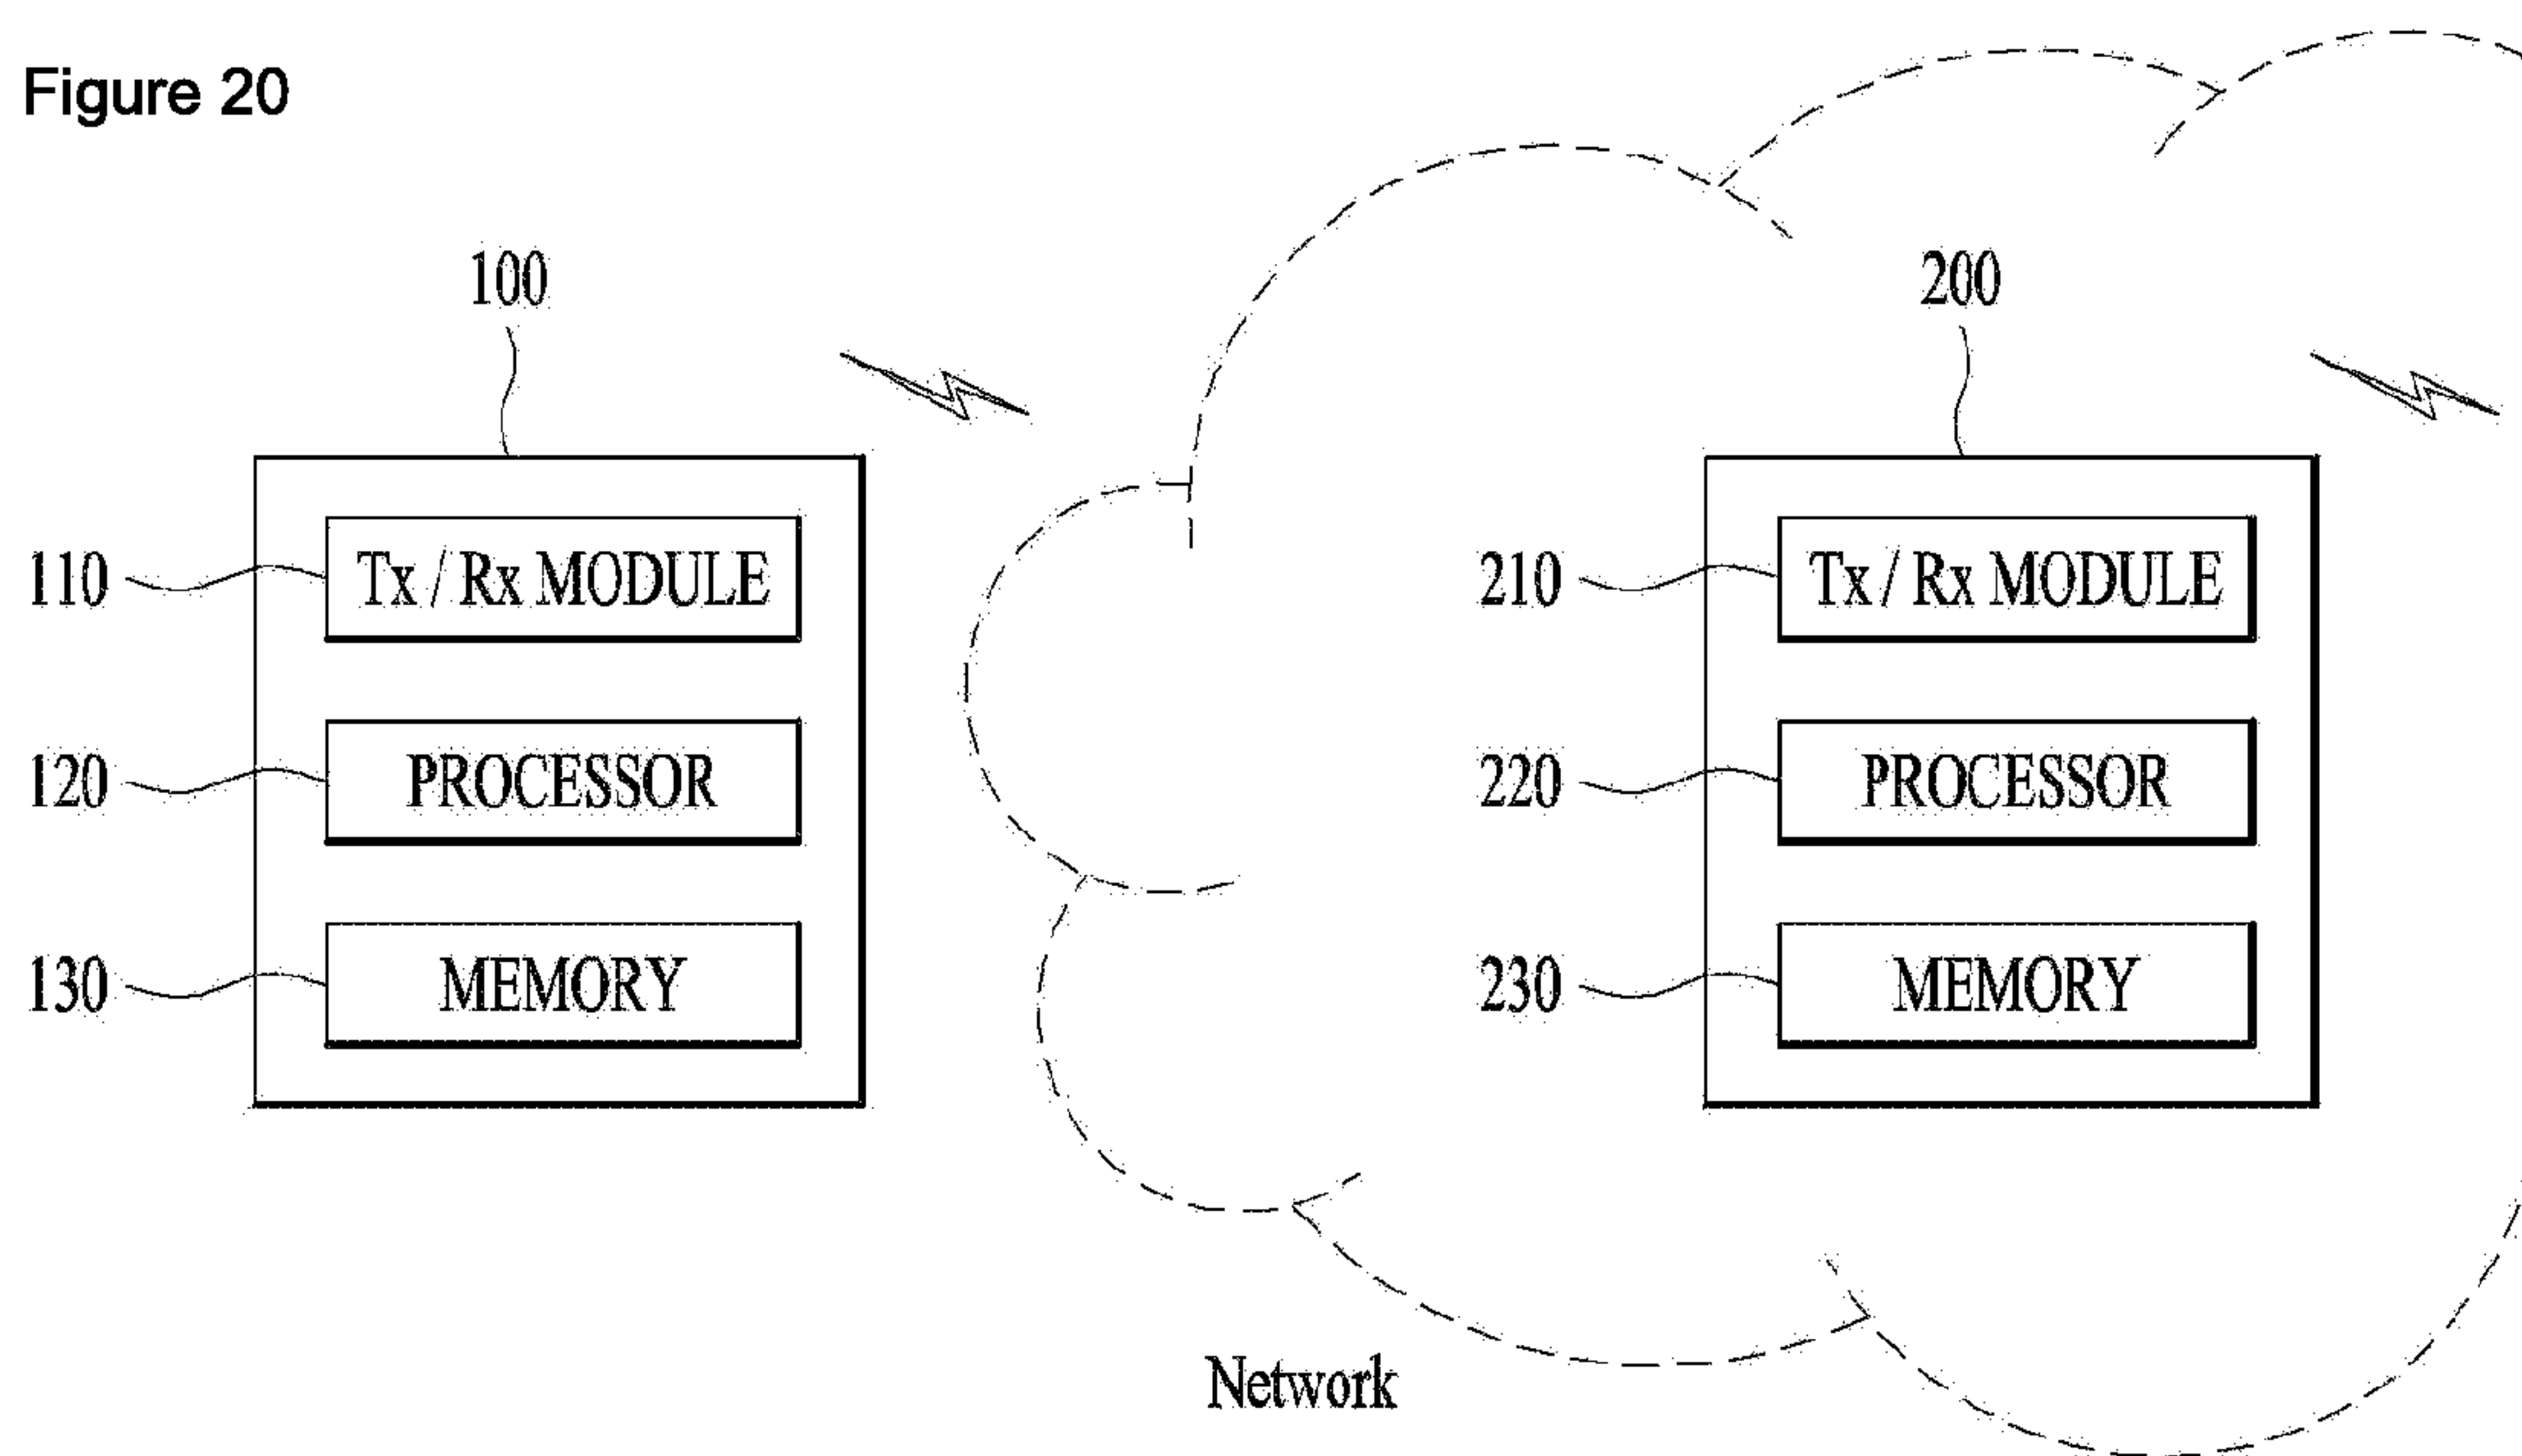 Figure 20
100
200
110
Tx / Rx MODULE
210
Tx / Rx MODULE
120
PROCESSOR
220
PROCESSOR
130
MEMORY
230
MEMORY
Network